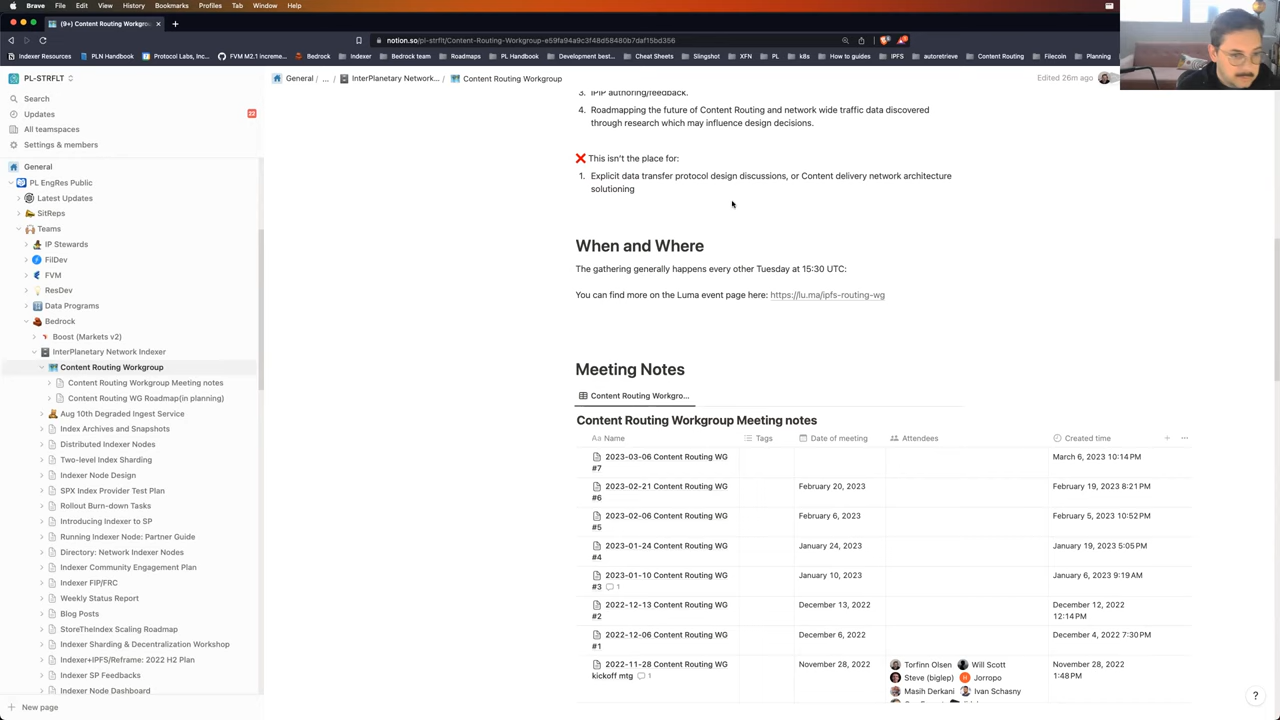 Brave File Edit View History Bookmarks Profiles Tab Window Help
(9+) Content Routing Workgrou
notion.so/pl-strflt/Content-Routing-Workgroup-e59fa94a9c3f48d58480b7daf15bd356
Indexer Resources PLN Handbook Protocol Labs, Inc... FVM M2.1 increme... Bedrock Indexer Roadmaps Bedrock team Development best... Cheat Sheets Slingshot XFN PL k8s How to guides IPFS autoretrieve Content Routing Filecoin Planning
PL-STRFLT
General / ... / InterPlanetary Network... / Content Routing Workgroup
Edited 26m ago
Search
Updates
22
All teamspaces
Settings & members
General
PL EngRes Public
Latest Updates
SitReps
Teams
IP Stewards
FilDev
FVM
ResDev
Data Programs
Bedrock
Boost (Markets v2)
InterPlanetary Network Indexer
Content Routing Workgroup
Content Routing Workgroup Meeting notes
Content Routing WG Roadmap(in planning)
Aug 10th Degraded Ingest Service
Index Archives and Snapshots
Distributed Indexer Nodes
Two-level Index Sharding
Indexer Node Design
SPX Index Provider Test Plan
Rollout Burn-down Tasks
Introducing Indexer to SP
Running Indexer Node: Partner Guide
Directory: Network Indexer Nodes
Indexer Community Engagement Plan
Indexer FIP/FRC
Weekly Status Report
Blog Posts
StoreTheIndex Scaling Roadmap
Indexer Sharding & Decentralization Workshop
Indexer+IPFS/Reframe: 2022 H2 Plan
Indexer SP Feedbacks
Indexer Node Dashboard
New page
3. IPIP authoring/feedback.
4. Roadmapping the future of Content Routing and network wide traffic data discovered
through research which may influence design decisions.
❌ This isn't the place for:
1. Explicit data transfer protocol design discussions, or Content delivery network architecture
solutioning
When and Where
The gathering generally happens every other Tuesday at 15:30 UTC:
You can find more on the Luma event page here: https://lu.ma/ipfs-routing-wg
Meeting Notes
Content Routing Workgro...
Content Routing Workgroup Meeting notes
Aa Name Tags Date of meeting Attendees Created time
2023-03-06 Content Routing WG March 6, 2023 10:14 PM
#7
2023-02-21 Content Routing WG February 20, 2023 February 19, 2023 8:21 PM
#6
2023-02-06 Content Routing WG February 6, 2023 February 5, 2023 10:52 PM
#5
2023-01-24 Content Routing WG January 24, 2023 January 19, 2023 5:05 PM
#4
2023-01-10 Content Routing WG January 10, 2023 January 6, 2023 9:19 AM
#3 1
2022-12-13 Content Routing WG December 13, 2022 December 12, 2022
#2 12:14 PM
2022-12-06 Content Routing WG December 6, 2022 December 4, 2022 7:30 PM
#1
2022-11-28 Content Routing WG November 28, 2022 Torfinn Olsen Will Scott November 28, 2022
kickoff mtg 1 Steve (biglep) Jorropo 1:48 PM
Masih Derkani Ivan Schasny
?